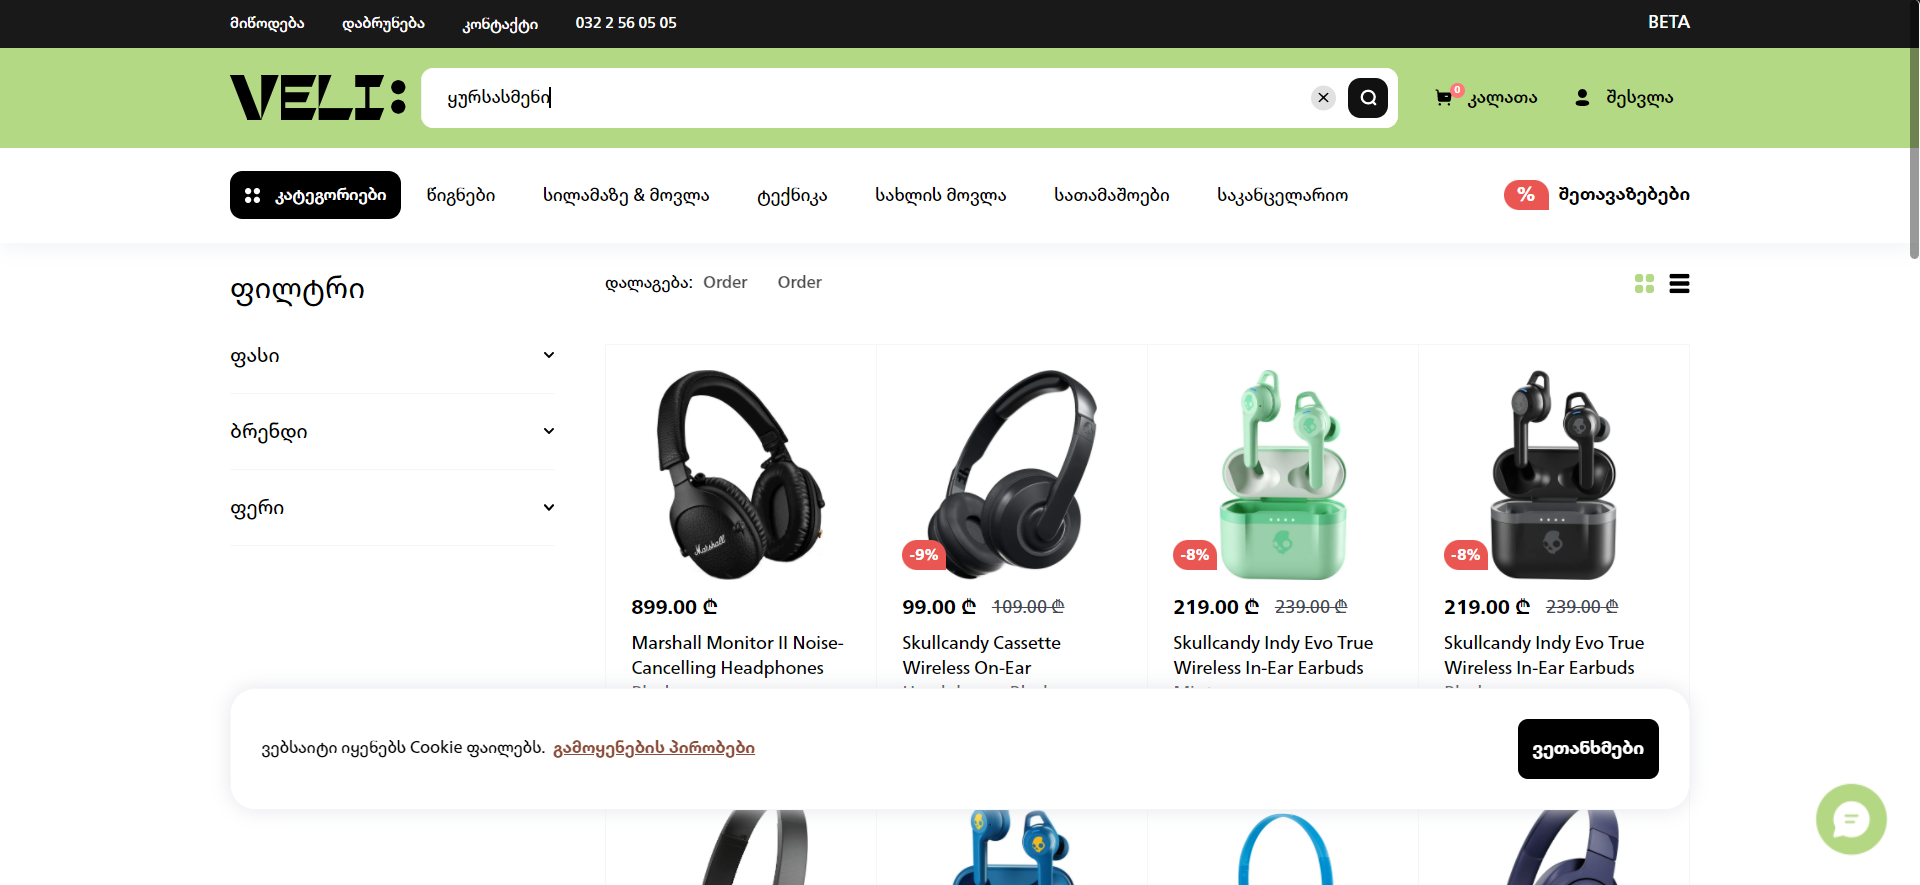 მიწოდება დაბრუნება კონტაქტი 032 2 56 05 05 BETA
VELI:
ყურსასმენი
0 კალათა შესვლა
კატეგორიები წიგნები სილამაზე & მოვლა ტექნიკა სახლის მოვლა სათამაშოები საკანცელარიო % შეთავაზებები
ფილტრი
ფასი
ბრენდი
ფერი
დალაგება: Order Order
Marshall
-9%
-8%
-8%
899.00 ₾
Marshall Monitor II Noise-
Cancelling Headphones
99.00 ₾ 109.00 ₾
Skullcandy Cassette
Wireless On-Ear
219.00 ₾ 239.00 ₾
Skullcandy Indy Evo True
Wireless In-Ear Earbuds
219.00 ₾ 239.00 ₾
Skullcandy Indy Evo True
Wireless In-Ear Earbuds
ვებსაიტი იყენებს Cookie ფაილებს. გამოყენების პირობები
ვეთანხმები